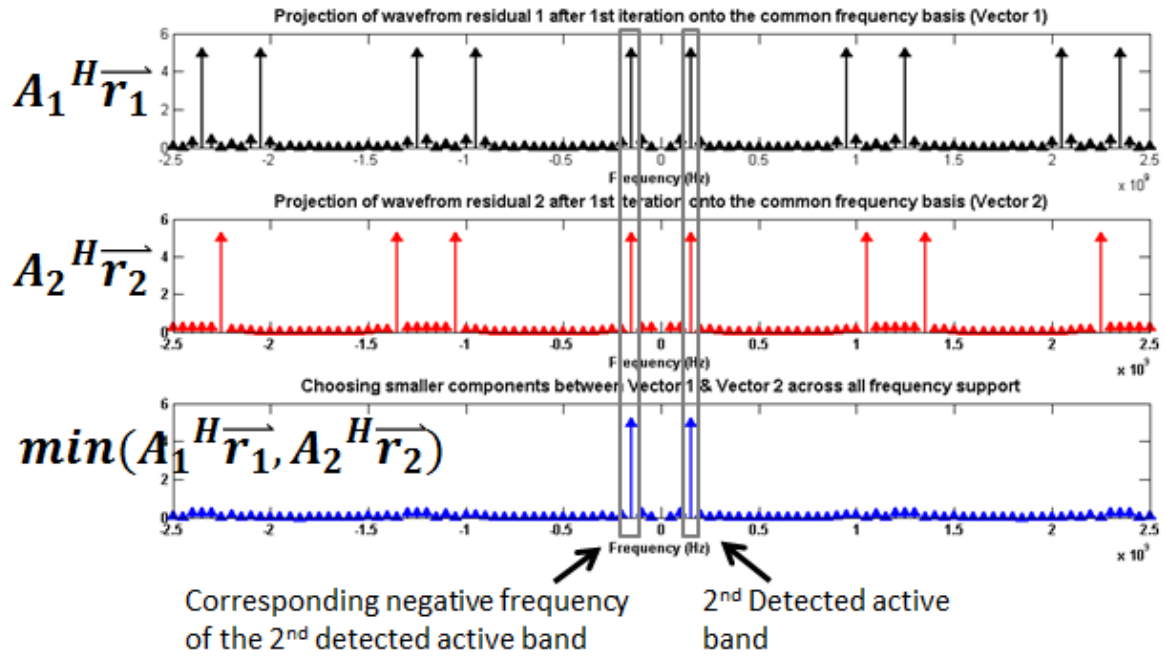 Projection of wavefrom residual 1 after 1st iteration onto the common frequency basis (Vector 1)
6
4
2
0
A₁ᴴr₁
-2.5 -2 -1.5 -1 -0.5 0 0.5 1 1.5 2 2.5
Frequency (Hz)
x 10⁹
Projection of wavefrom residual 2 after 1st iteration onto the common frequency basis (Vector 2)
6
4
2
0
A₂ᴴr₂
-2.5 -2 -1.5 -1 -0.5 0 0.5 1 1.5 2 2.5
Frequency (Hz)
x 10⁹
Choosing smaller components between Vector 1 & Vector 2 across all frequency support
6
4
2
0
min(A₁ᴴr₁, A₂ᴴr₂)
-2.5 -2 -1.5 -1 -0.5 0 0.5 1 1.5 2 2.5
Frequency (Hz)
x 10⁹
Corresponding negative frequency
of the 2nd detected active band
2nd Detected active
band